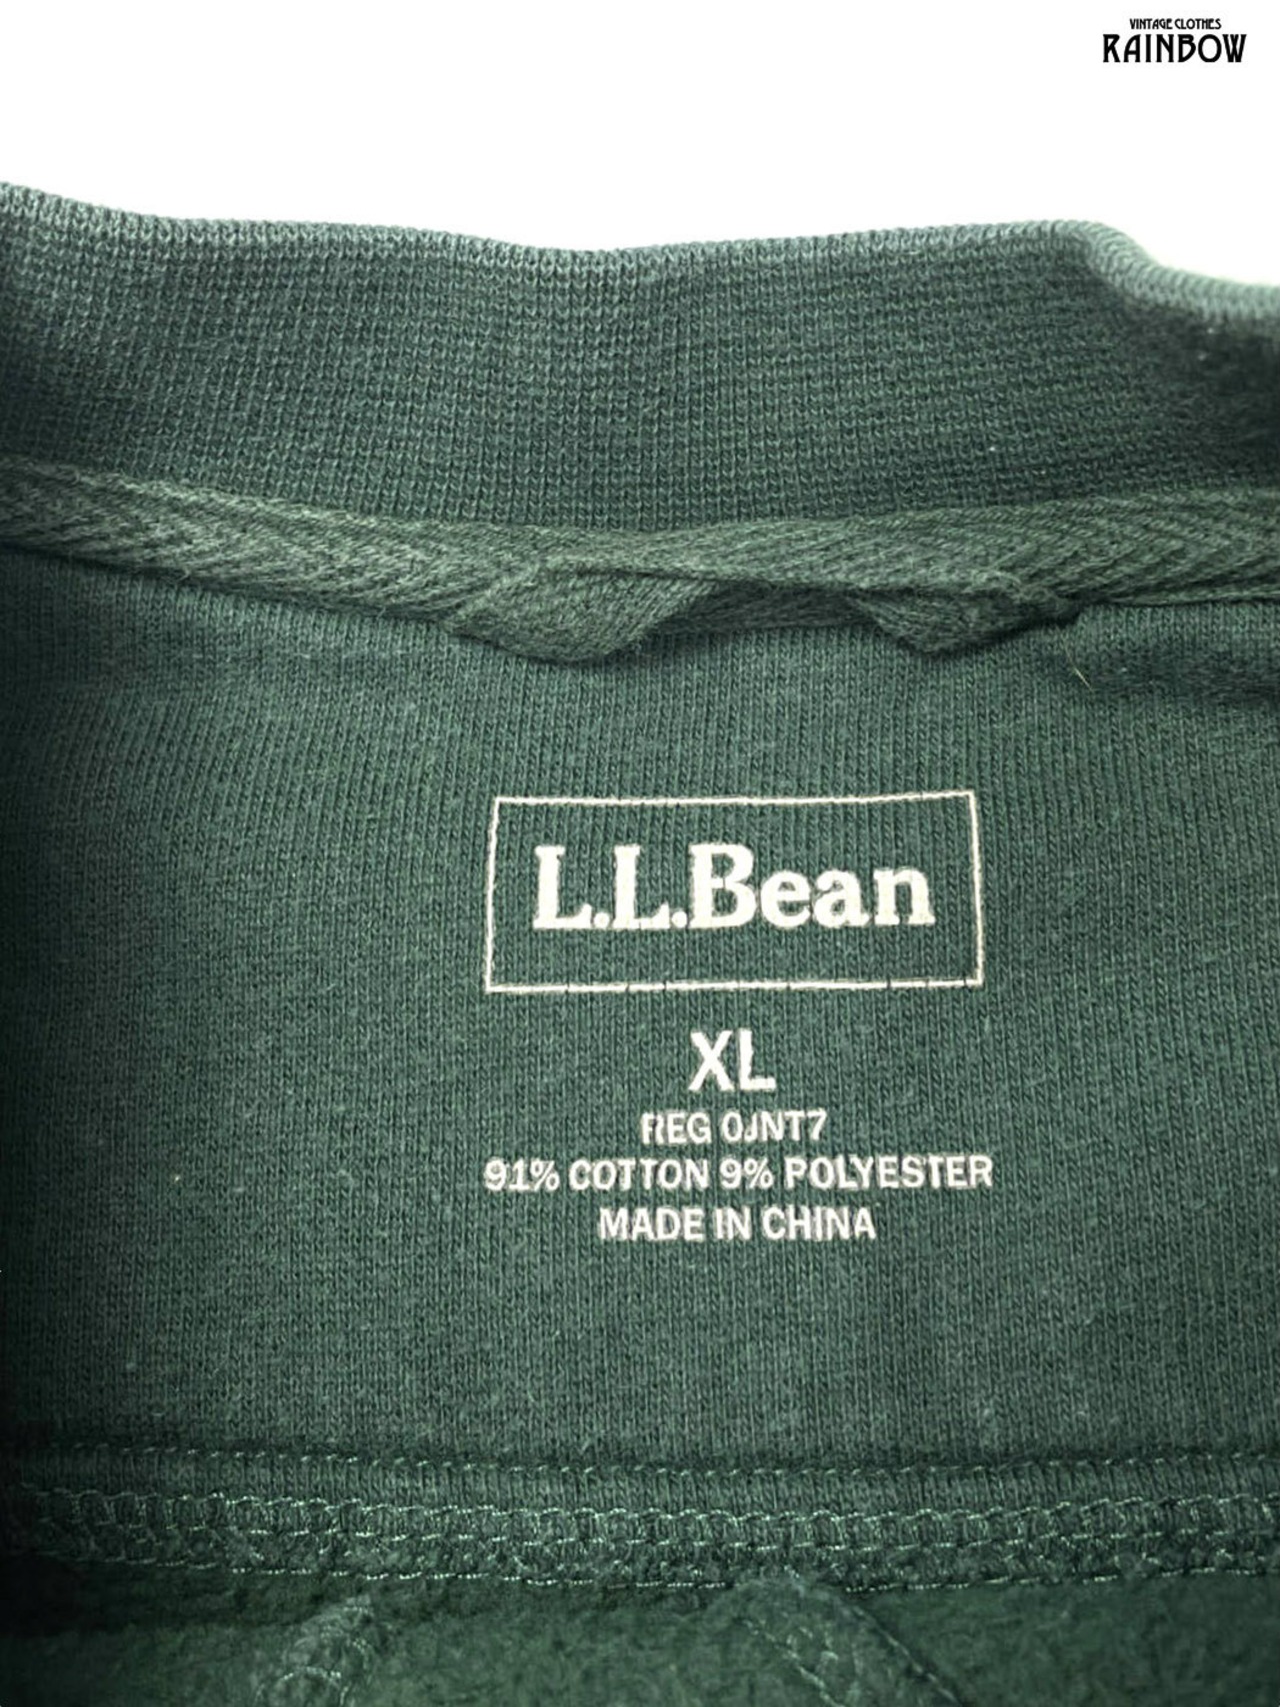 VINTAGE CLOTHES
RAINBOW
L.L.Bean
XL
REG 0JNT7
91% COTTON 9% POLYESTER
MADE IN CHINA